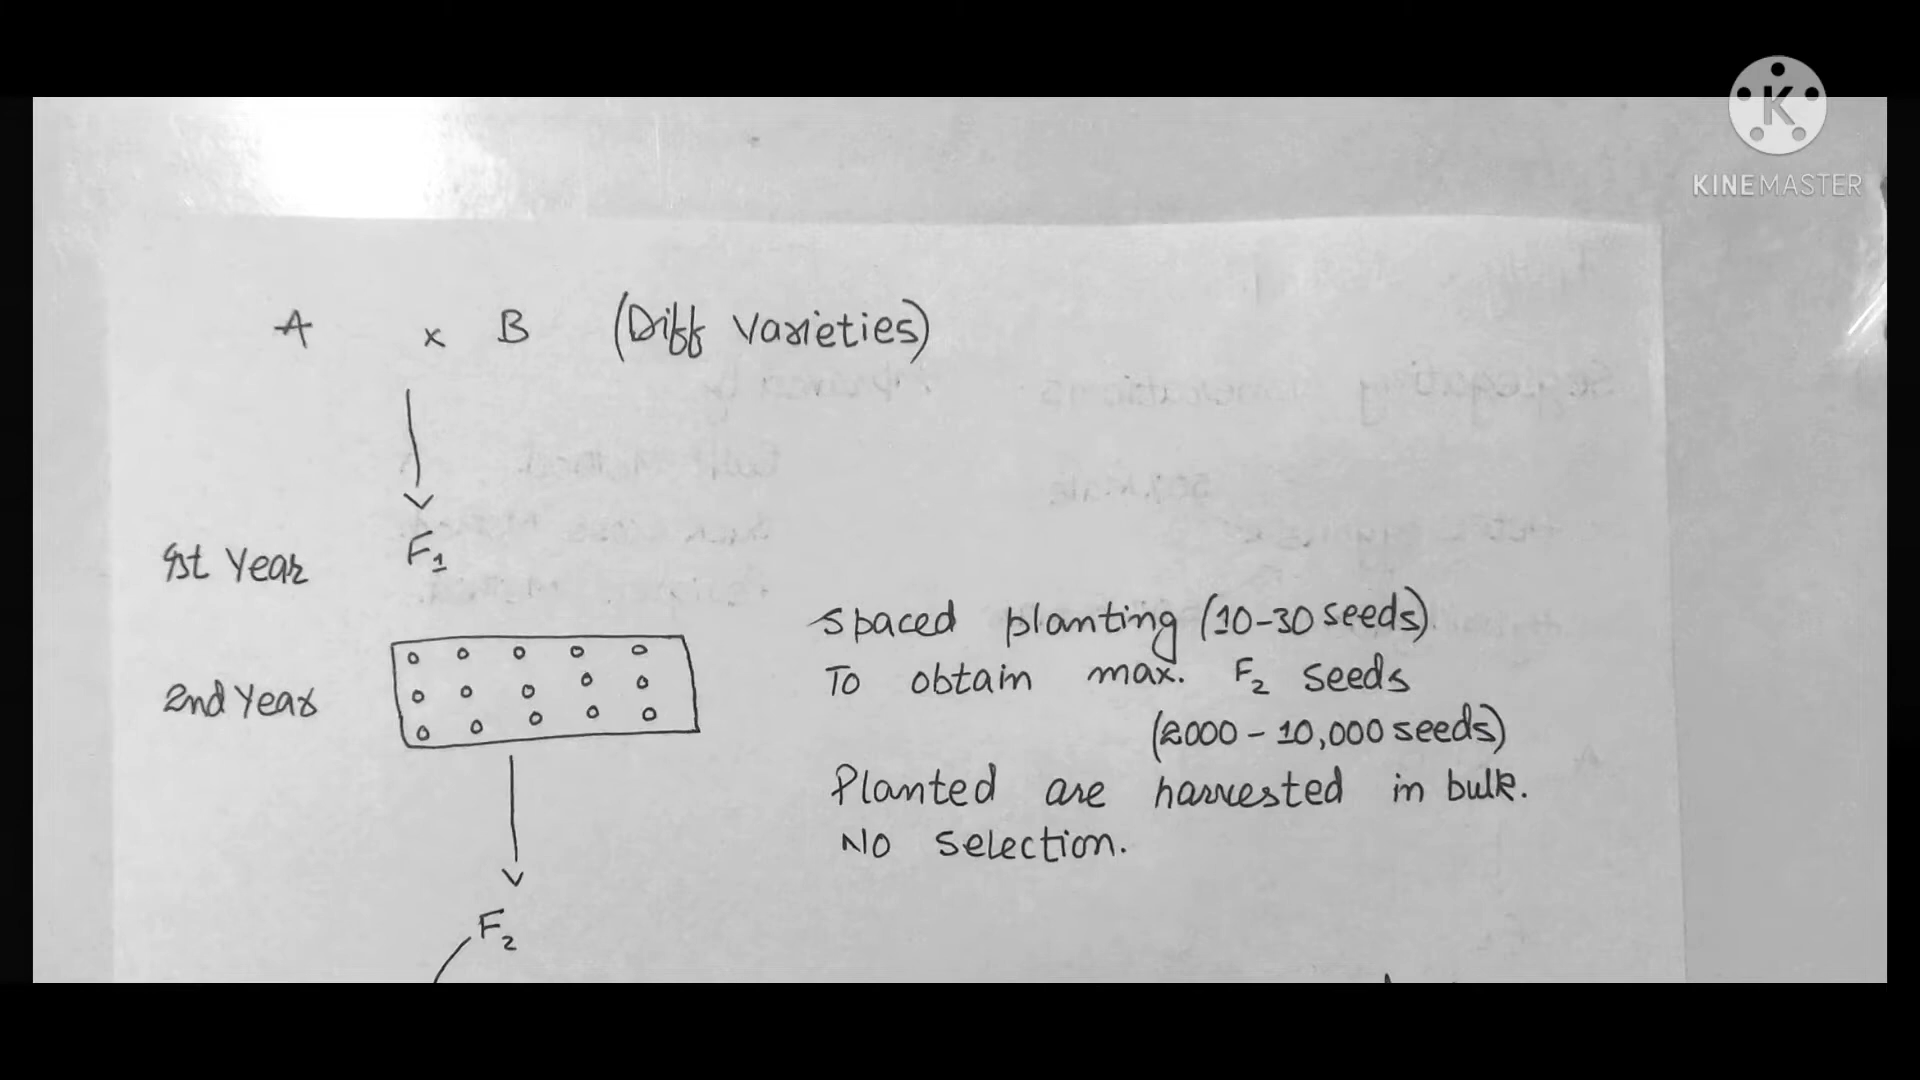 A x B (Diff Varieties)
F1
1st Year
Spaced planting (10-30 seeds)
To obtain max. F2 seeds
2nd Year
(2000 - 10,000 seeds)
Planted are harvested in bulk.
No selection.
F2
K
KINEMASTER